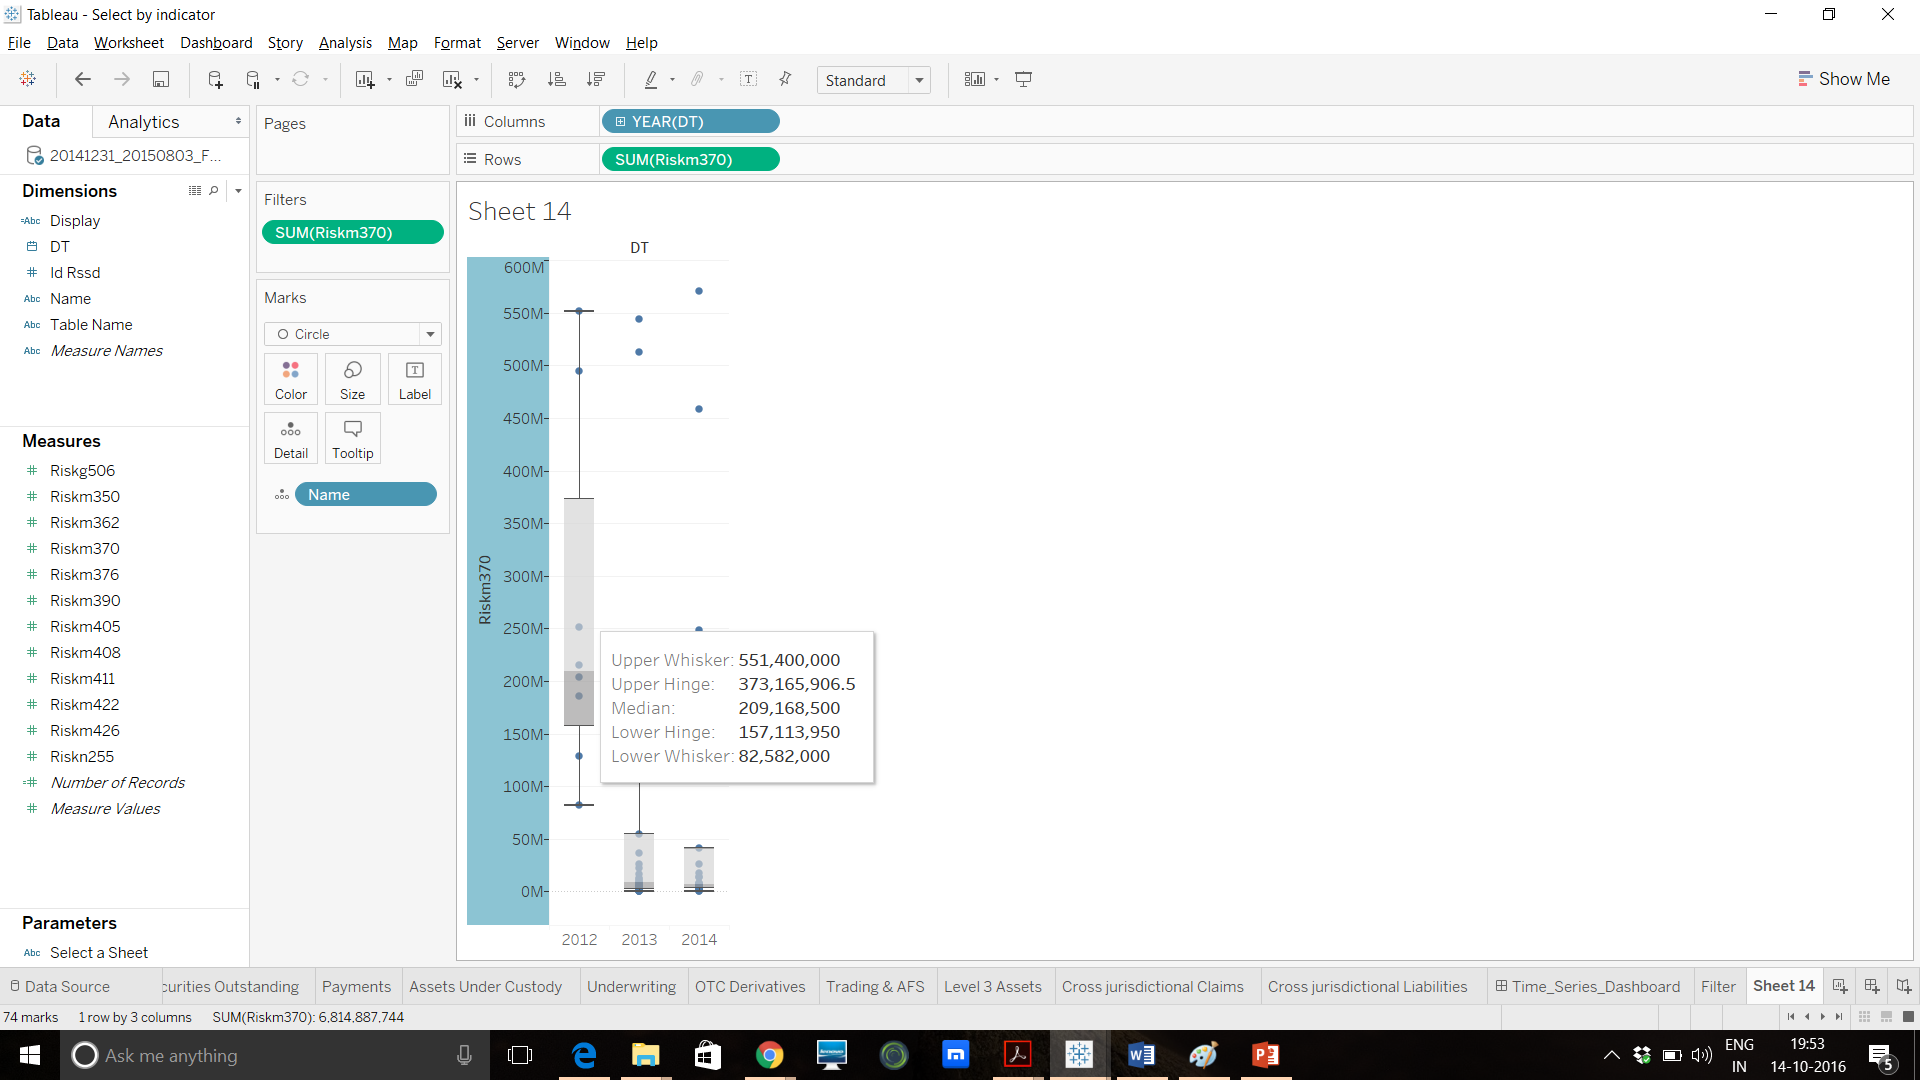 Tableau - Select by indicator
File Data Worksheet Dashboard Story Analysis Map Format Server Window Help
Standard
Show Me
Data Analytics
20141231_20150803_F...
Dimensions
Abc Display
DT
Id Rssd
Abc Name
Abc Table Name
Abc Measure Names
Measures
Riskg506
Riskm350
Riskm362
Riskm370
Riskm376
Riskm390
Riskm405
Riskm408
Riskm411
Riskm422
Riskm426
Riskn255
Number of Records
Measure Values
Parameters
Abc Select a Sheet
Pages
Filters
SUM(Riskm370)
Marks
Circle
Color Size Label
Detail Tooltip
Name
Columns YEAR(DT)
Rows SUM(Riskm370)
Sheet 14
DT
Riskm370
600M
550M
500M
450M
400M
350M
300M
250M
200M
150M
100M
50M
0M
2012 2013 2014
Upper Whisker: 551,400,000
Upper Hinge: 373,165,906.5
Median: 209,168,500
Lower Hinge: 157,113,950
Lower Whisker: 82,582,000
Data Source curities Outstanding Payments Assets Under Custody Underwriting OTC Derivatives Trading & AFS Level 3 Assets Cross jurisdictional Claims Cross jurisdictional Liabilities Time_Series_Dashboard Filter Sheet 14
74 marks 1 row by 3 columns SUM(Riskm370): 6,814,887,744
Ask me anything
ENG
IN
19:53
14-10-2016
5